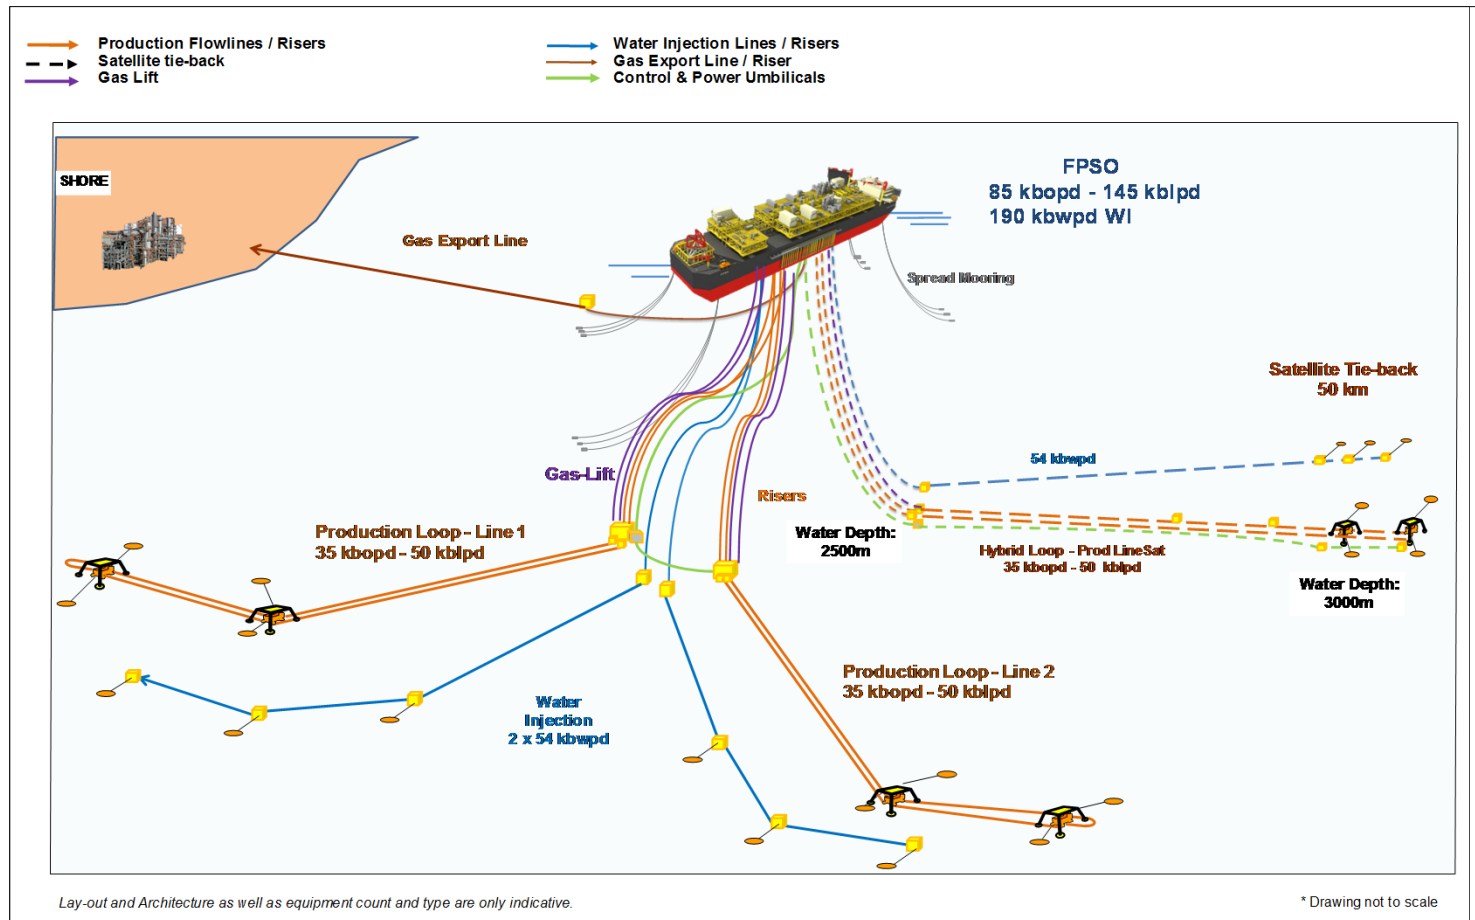 Production Flowlines / Risers
Satellite tie-back
Gas Lift
Water Injection Lines / Risers
Gas Export Line / Riser
Control & Power Umbilicals
SHORE
Gas Export Line
FPSO
85 kbopd - 145 kblpd
190 kbwpd WI
Spread Mooring
Satellite Tie-back
50 km
54 kbwpd
Gas-Lift
Risers
Production Loop - Line 1
35 kbopd - 50 kblpd
Water Depth:
2500m
Hybrid Loop - Prod LineSat
35 kbopd - 50 kblpd
Water Depth:
3000m
Production Loop - Line 2
35 kbopd - 50 kblpd
Water
Injection
2 x 54 kbwpd
Lay-out and Architecture as well as equipment count and type are only indicative.
* Drawing not to scale